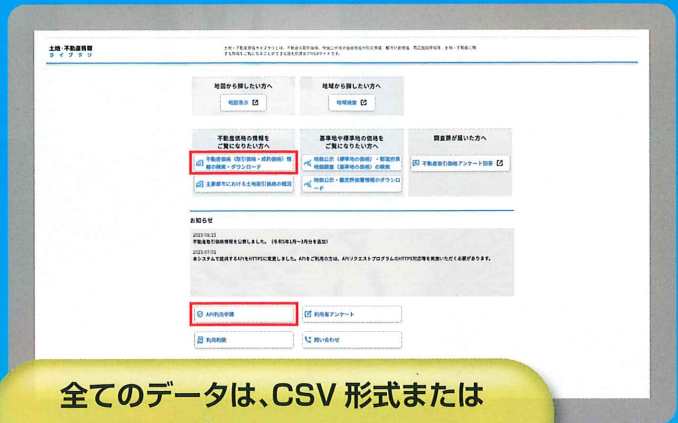 土地・不動産情報
ライブラリ
地図から探したい方へ
地図表示
地域から探したい方へ
地域検索
不動産価格の情報を
ご覧になりたい方へ
不動産価格（取引価格・成約価格）情
報の検索・ダウンロード
主要都市における土地取引価格の概況
基準地や標準地の価格を
ご覧になりたい方へ
地価公示（標準地の価格）・都道府県
地価調査（基準地の価格）の検索
地価公示・鑑定評価書情報のダウンロ
ード
調査票が届いた方へ
不動産取引価格アンケート回答
お知らせ
不動産取引価格情報を公表しました。（令和5年1月〜3月分を追加）
本システムで提供するAPIをHTTPSに変更しました。APIをご利用の方は、APIリクエストプログラムのHTTPS対応等を実施いただく必要があります。
API利用申請
利用者アンケート
利用約款
問い合わせ
全てのデータは、CSV 形式または